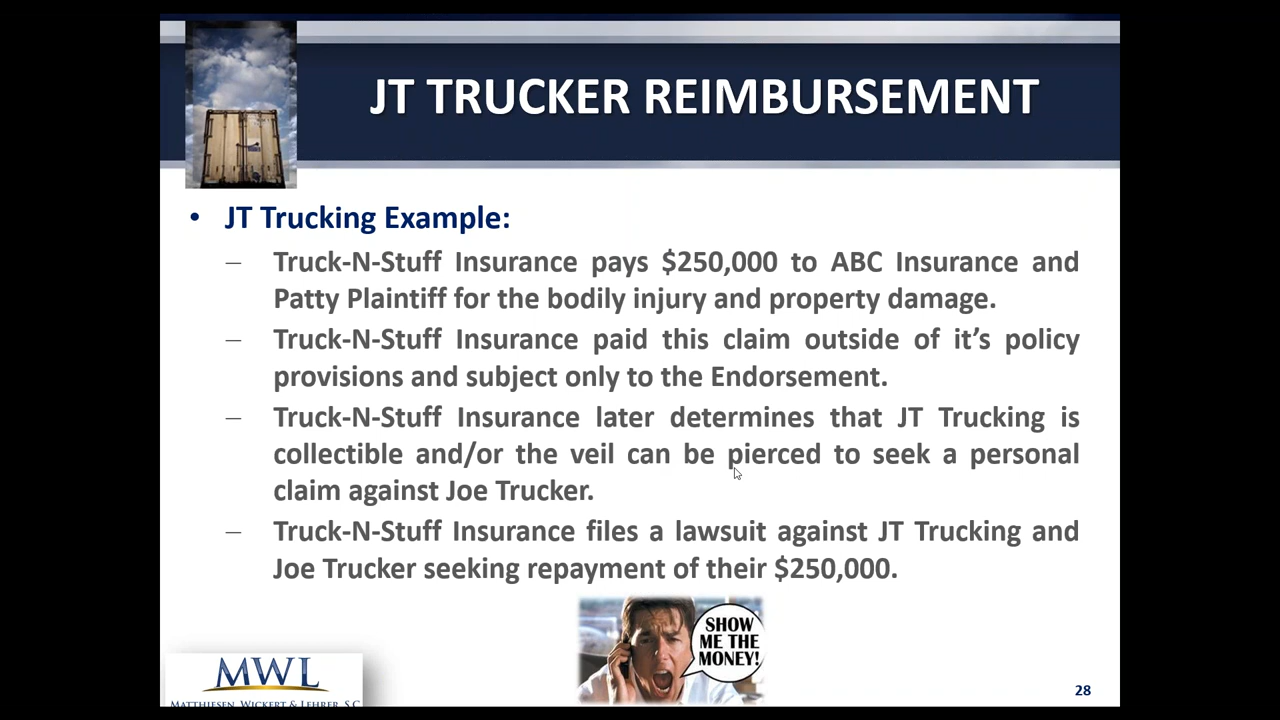 JT TRUCKER REIMBURSEMENT
• JT Trucking Example:
– Truck-N-Stuff Insurance pays $250,000 to ABC Insurance and
Patty Plaintiff for the bodily injury and property damage.
– Truck-N-Stuff Insurance paid this claim outside of it’s policy
provisions and subject only to the Endorsement.
– Truck-N-Stuff Insurance later determines that JT Trucking is
collectible and/or the veil can be pierced to seek a personal
claim against Joe Trucker.
– Truck-N-Stuff Insurance files a lawsuit against JT Trucking and
Joe Trucker seeking repayment of their $250,000.
SHOW
ME THE
MONEY!
MWL
MATTHIESEN, WICKERT & LEHRER, S.C.
28